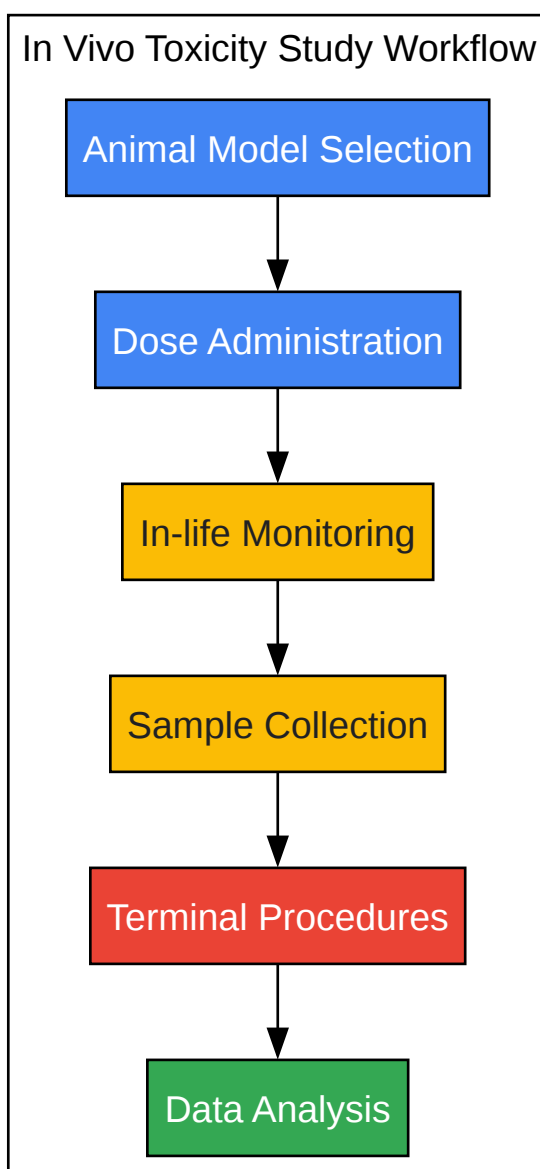 In Vivo Toxicity Study Workflow
Animal Model Selection
Dose Administration
In-life Monitoring
Sample Collection
Terminal Procedures
Data Analysis